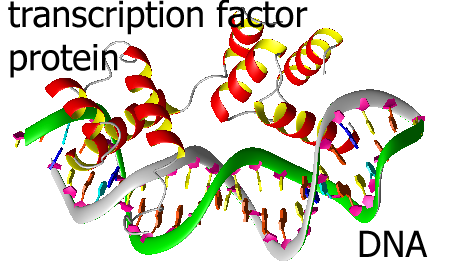 transcription factor
protein
DNA